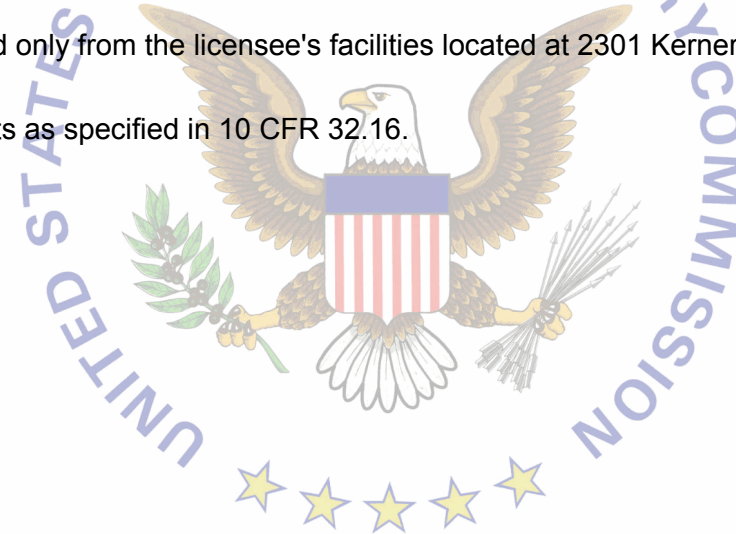 d only from the licensee's facilities located at 2301 Kerner
ts as specified in 10 CFR 32.16.
UNITED STATES
Y COMMISSION